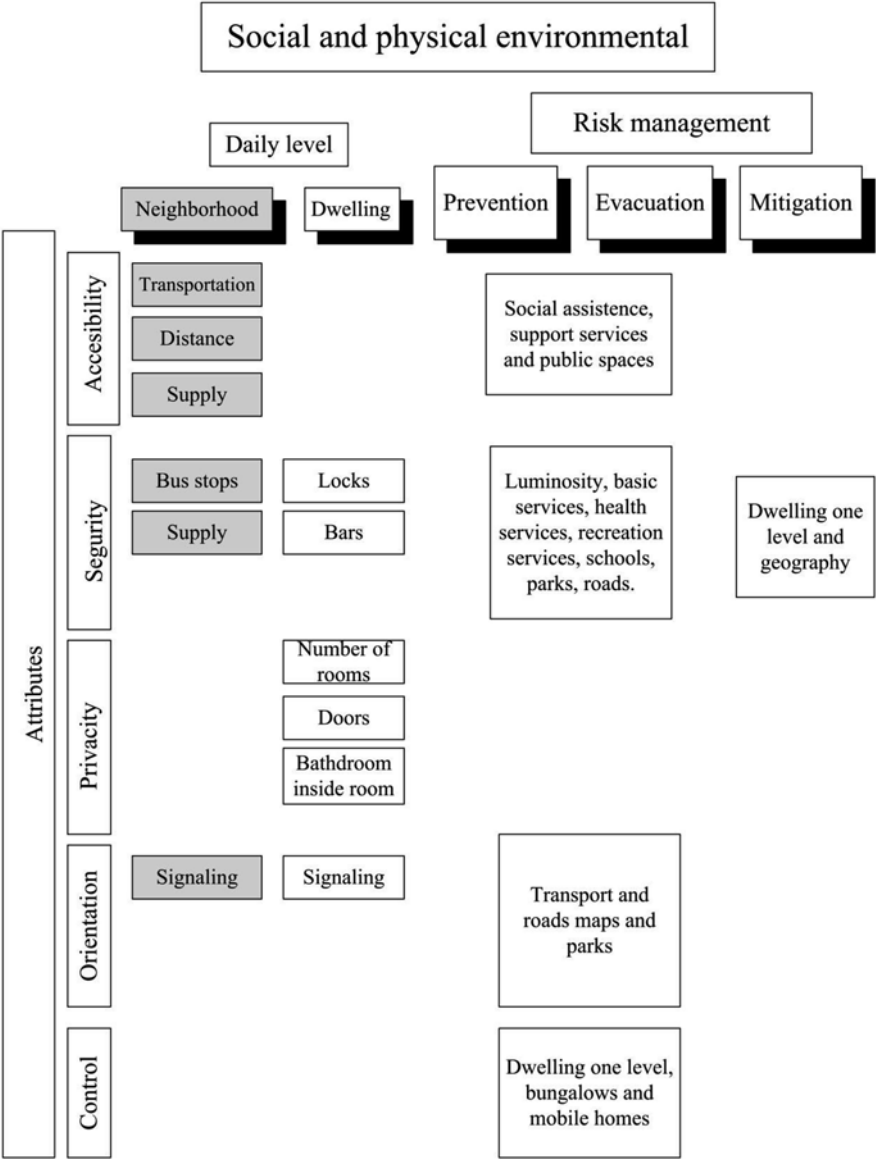 Social and physical environmental
Risk management
Daily level
Neighborhood
Dwelling
Prevention
Evacuation
Mitigation
Attributes
Accesibility
Transportation
Distance
Supply
Social assistence,
support services
and public spaces
Segurity
Bus stops
Locks
Supply
Bars
Luminosity, basic
services, health
services, recreation
services, schools,
parks, roads.
Dwelling one
level and
geography
Privacity
Number of
rooms
Doors
Bathdroom
inside room
Orientation
Signaling
Signaling
Transport and
roads maps and
parks
Control
Dwelling one level,
bungalows and
mobile homes